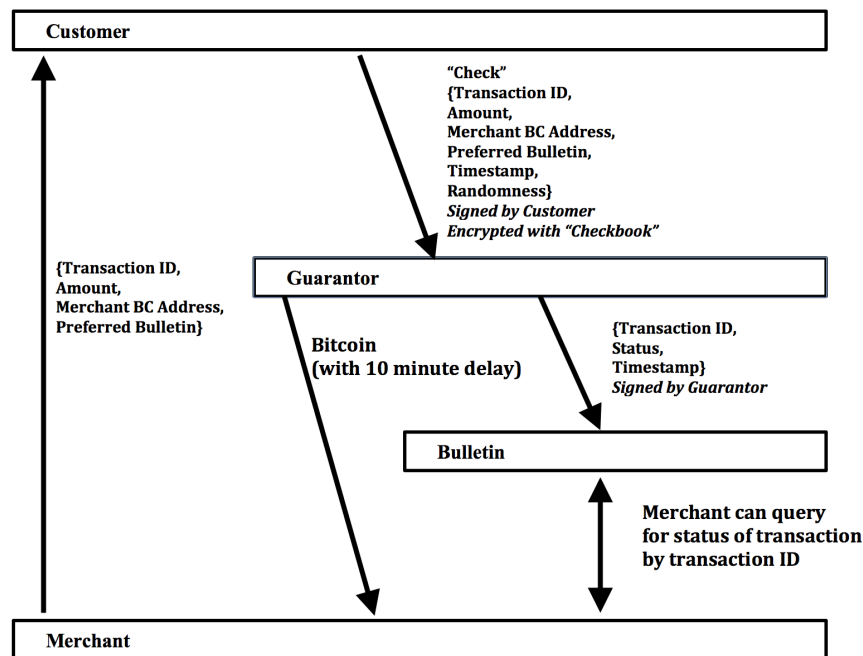 Customer
“Check”
{Transaction ID,
Amount,
Merchant BC Address,
Preferred Bulletin,
Timestamp,
Randomness}
Signed by Customer
Encrypted with “Checkbook”
{Transaction ID,
Amount,
Merchant BC Address,
Preferred Bulletin}
Guarantor
Bitcoin
(with 10 minute delay)
{Transaction ID,
Status,
Timestamp}
Signed by Guarantor
Bulletin
Merchant can query
for status of transaction
by transaction ID
Merchant